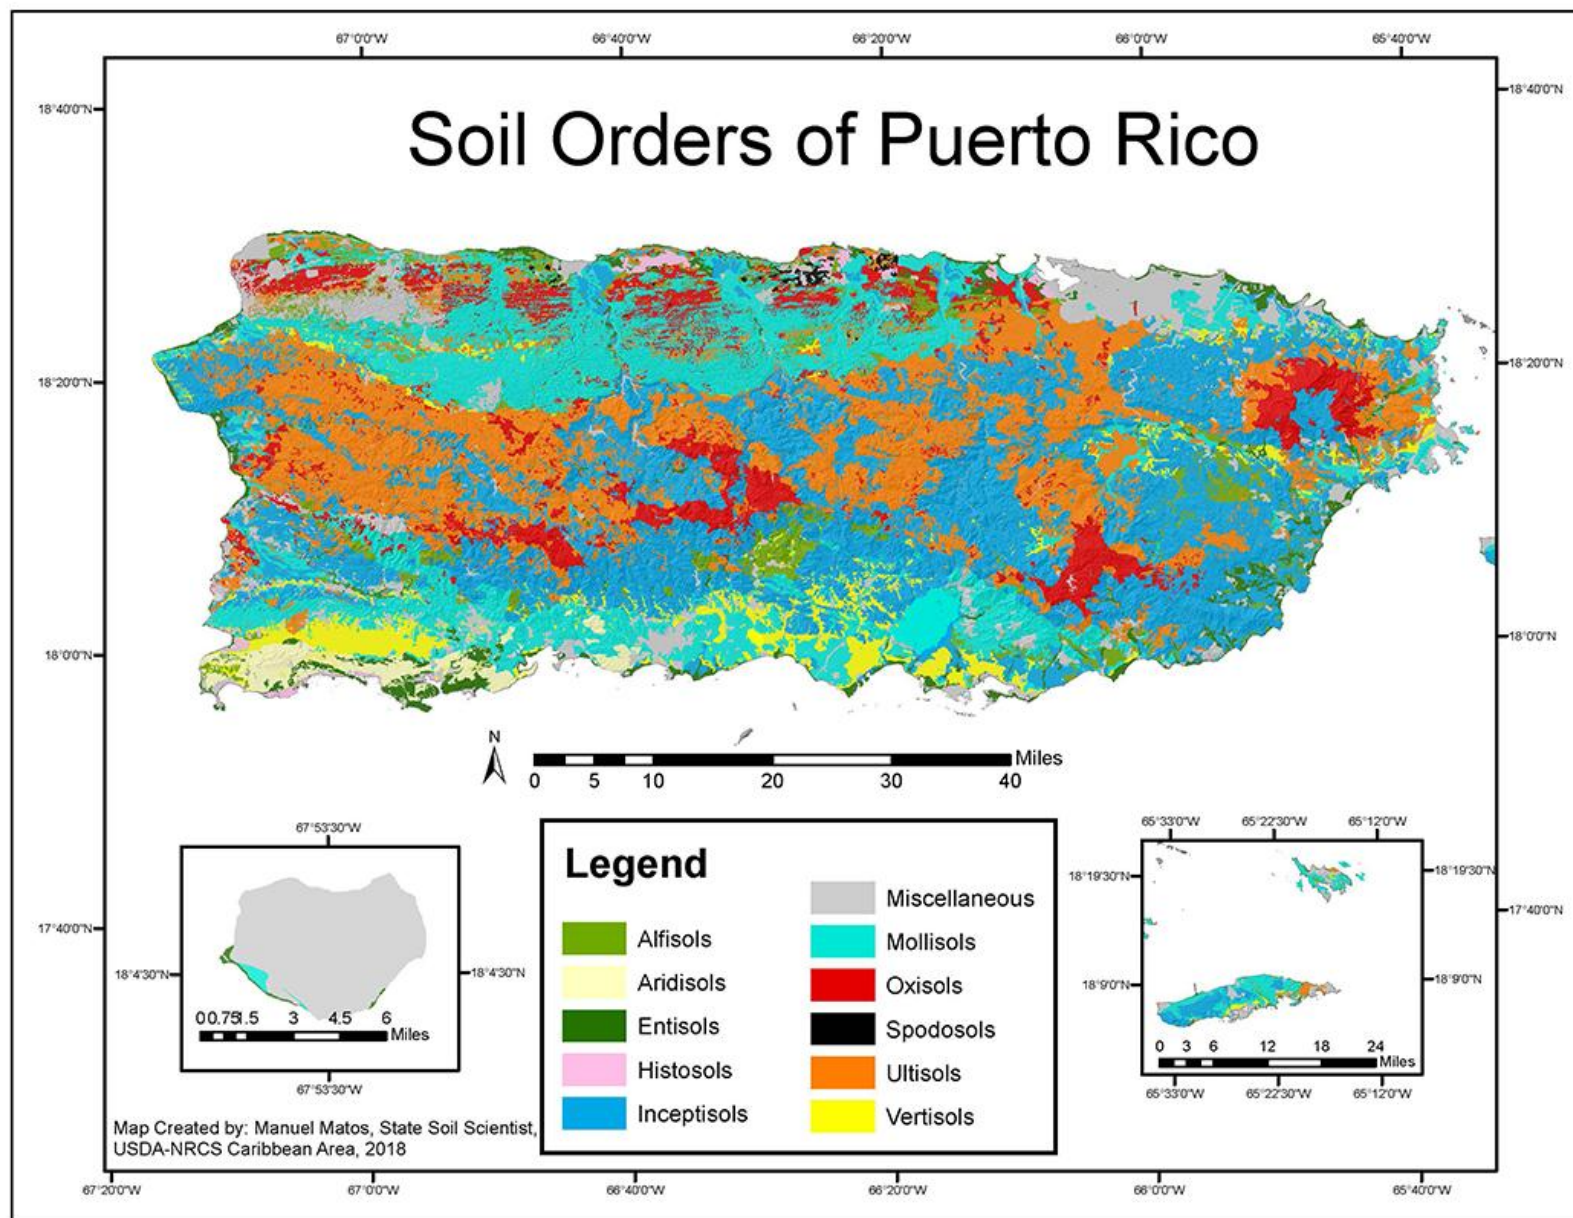 67°0'0"W 66°40'0"W 66°20'0"W 66°0'0"W 65°40'0"W
18°40'0"N 18°40'0"N
Soil Orders of Puerto Rico
18°20'0"N 18°20'0"N
18°0'0"N 18°0'0"N
N
Miles
0 5 10 20 30 40
67°53'30"W
18°4'30"N 18°4'30"N
0 0.75 1.5 3 4.5 6
Miles
67°53'30"W
Legend
Alfisols
Aridisols
Entisols
Histosols
Inceptisols
Miscellaneous
Mollisols
Oxisols
Spodosols
Ultisols
Vertisols
65°33'0"W 65°22'30"W 65°12'0"W
18°19'30"N 18°19'30"N
18°9'0"N 18°9'0"N
0 3 6 12 18 24
Miles
65°33'0"W 65°22'30"W 65°12'0"W
17°40'0"N 17°40'0"N
Map Created by: Manuel Matos, State Soil Scientist,
USDA-NRCS Caribbean Area, 2018
67°20'0"W 67°0'0"W 66°40'0"W 66°20'0"W 66°0'0"W 65°40'0"W